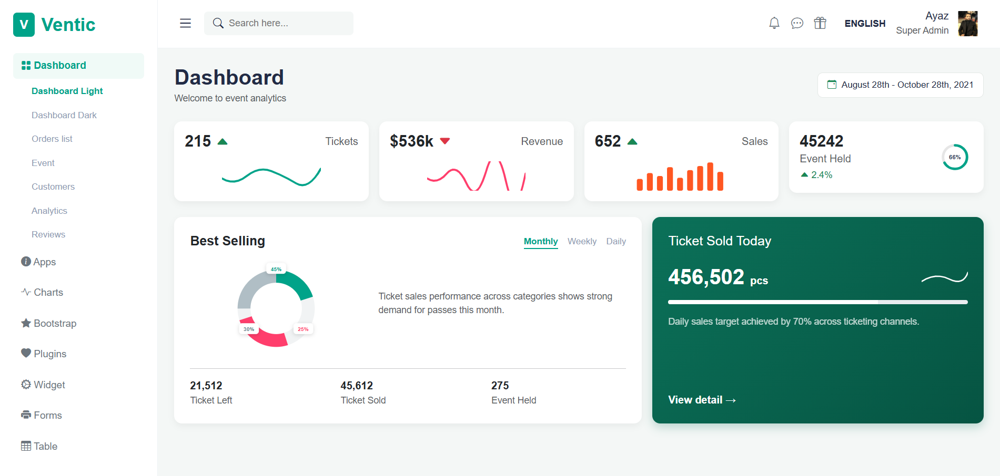 V Ventic
Search here...
ENGLISH
Ayaz
Super Admin
Dashboard
Dashboard Light
Dashboard Dark
Orders list
Event
Customers
Analytics
Reviews
Apps
Charts
Bootstrap
Plugins
Widget
Forms
Table
Dashboard
Welcome to event analytics
August 28th - October 28th, 2021
215
Tickets
$536k
Revenue
652
Sales
45242
Event Held
2.4%
66%
Best Selling
Monthly Weekly Daily
45%
30%
25%
Ticket sales performance across categories shows strong
demand for passes this month.
21,512
Ticket Left
45,612
Ticket Sold
275
Event Held
Ticket Sold Today
456,502 pcs
Daily sales target achieved by 70% across ticketing channels.
View detail →